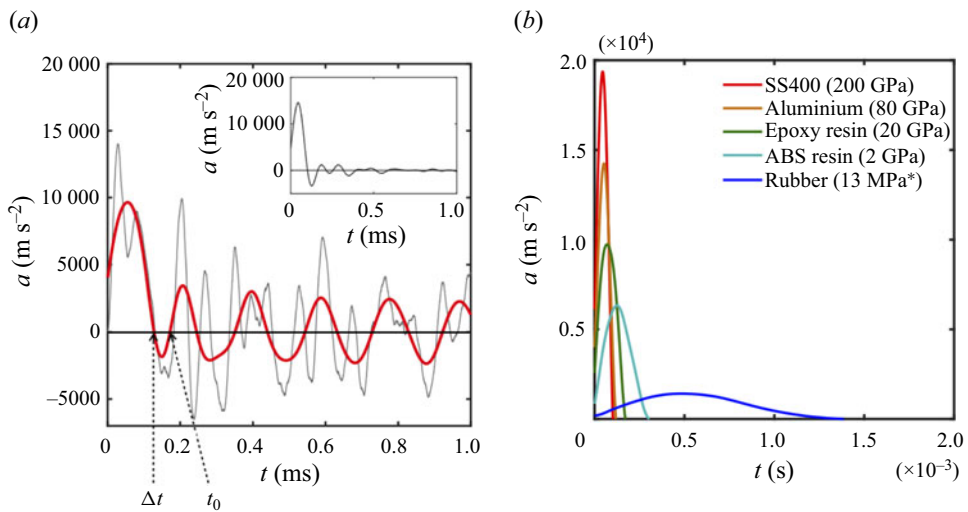 (a)
20 000
15 000
10 000
5000
0
–5000
a (m s⁻²)
0
0.2
0.4
0.6
0.8
1.0
t (ms)
Δt
t₀
20 000
10 000
0
a (m s⁻²)
0
0.5
1.0
t (ms)
(b)
(×10⁴)
2.0
1.5
1.0
0.5
a (m s⁻²)
SS400 (200 GPa)
Aluminium (80 GPa)
Epoxy resin (20 GPa)
ABS resin (2 GPa)
Rubber (13 MPa*)
0
0.5
1.0
1.5
2.0
t (s)
(×10⁻³)